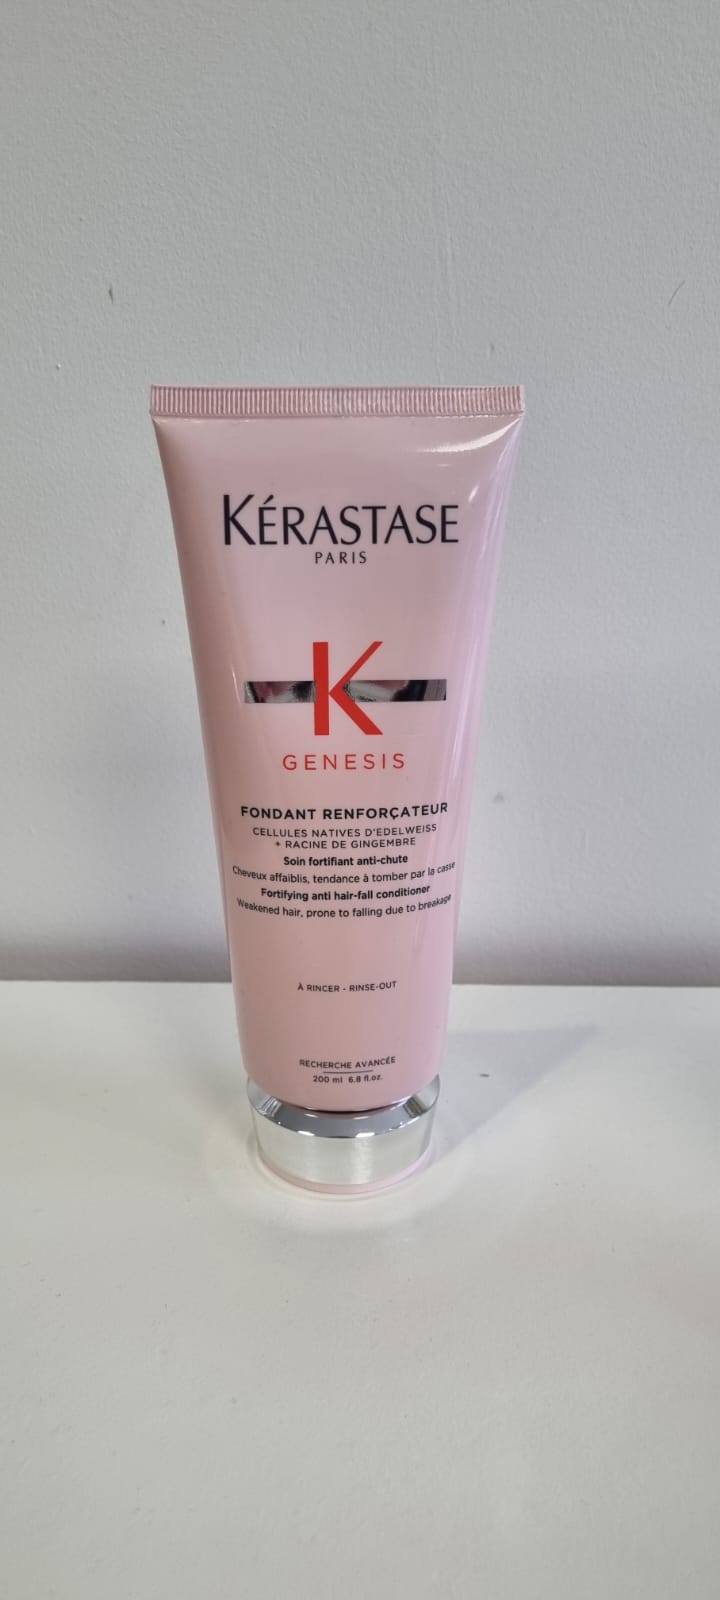 KÉRASTASE
PARIS
K
GENESIS
FONDANT RENFORÇATEUR
CELLULES NATIVES D'EDELWEISS
+ RACINE DE GINGEMBRE
Soin fortifiant anti-chute
Cheveux affaiblis, tendance à tomber par la casse
Fortifying anti hair-fall conditioner
Weakened hair, prone to falling due to breakage
À RINCER - RINSE-OUT
RECHERCHE AVANCÉE
200 ml 6.8 fl.oz.